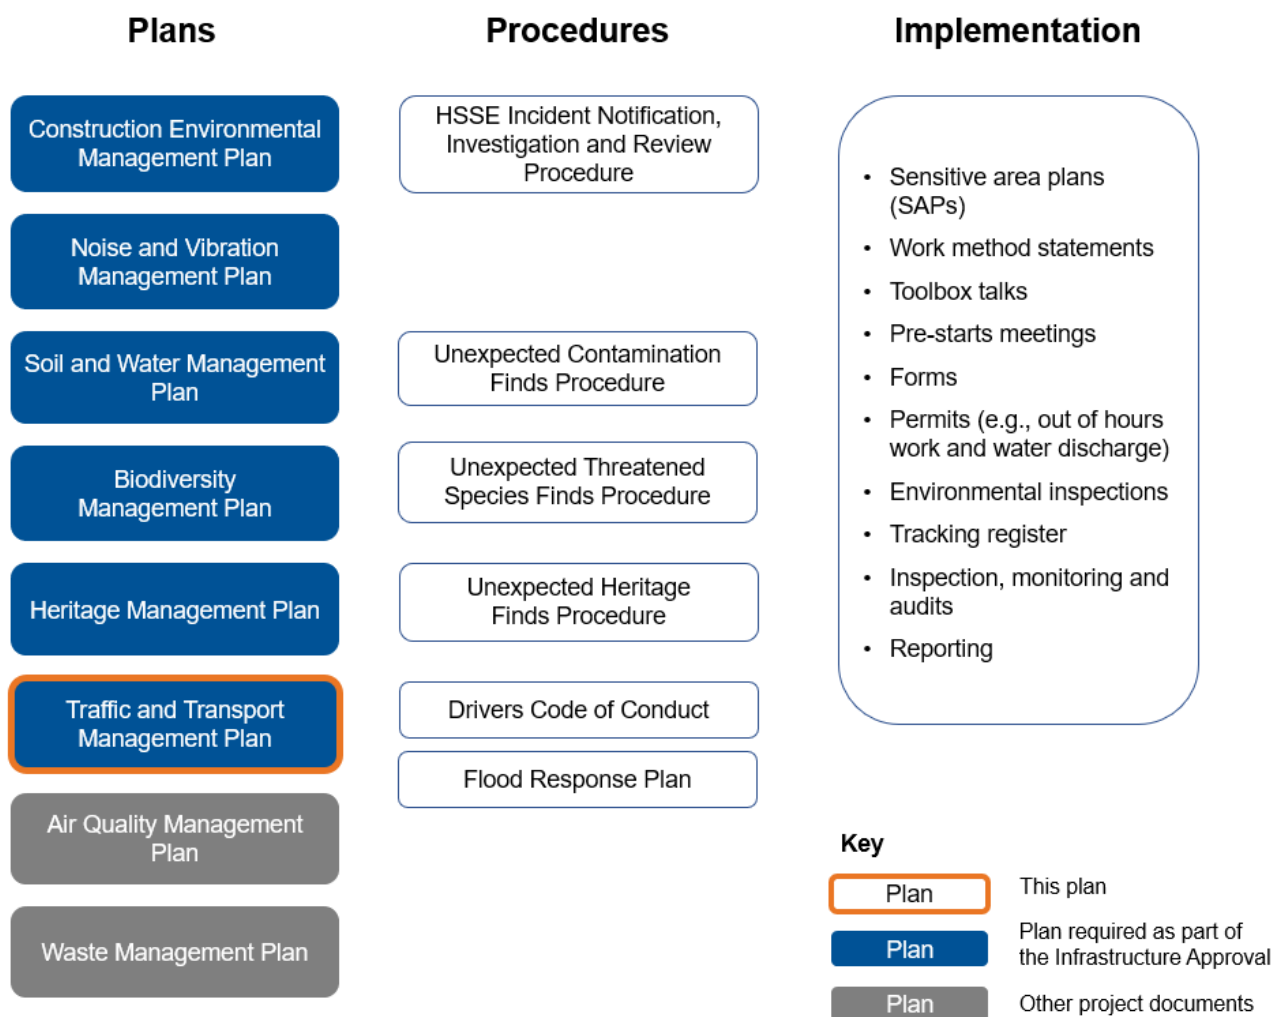 Plans
Procedures
Implementation
Construction Environmental
Management Plan
Noise and Vibration
Management Plan
Soil and Water Management
Plan
Biodiversity
Management Plan
Heritage Management Plan
Traffic and Transport
Management Plan
Air Quality Management
Plan
Waste Management Plan
HSSE Incident Notification,
Investigation and Review
Procedure
Unexpected Contamination
Finds Procedure
Unexpected Threatened
Species Finds Procedure
Unexpected Heritage
Finds Procedure
Drivers Code of Conduct
Flood Response Plan
• Sensitive area plans
(SAPs)
• Work method statements
• Toolbox talks
• Pre-starts meetings
• Forms
• Permits (e.g., out of hours
work and water discharge)
• Environmental inspections
• Tracking register
• Inspection, monitoring and
audits
• Reporting
Key
Plan
This plan
Plan
Plan required as part of
the Infrastructure Approval
Plan
Other project documents